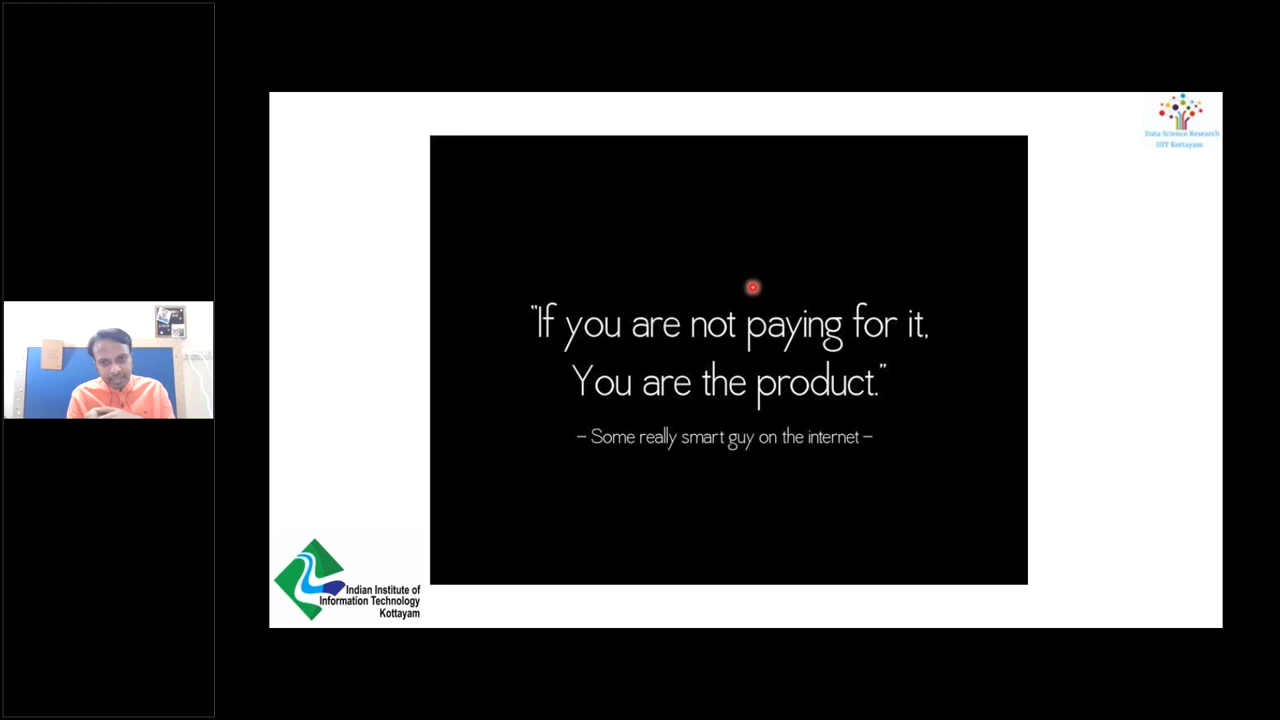 Data Science Research
IIIT Kottayam
"If you are not paying for it,
You are the product."
– Some really smart guy on the internet –
Indian Institute of
Information Technology
Kottayam